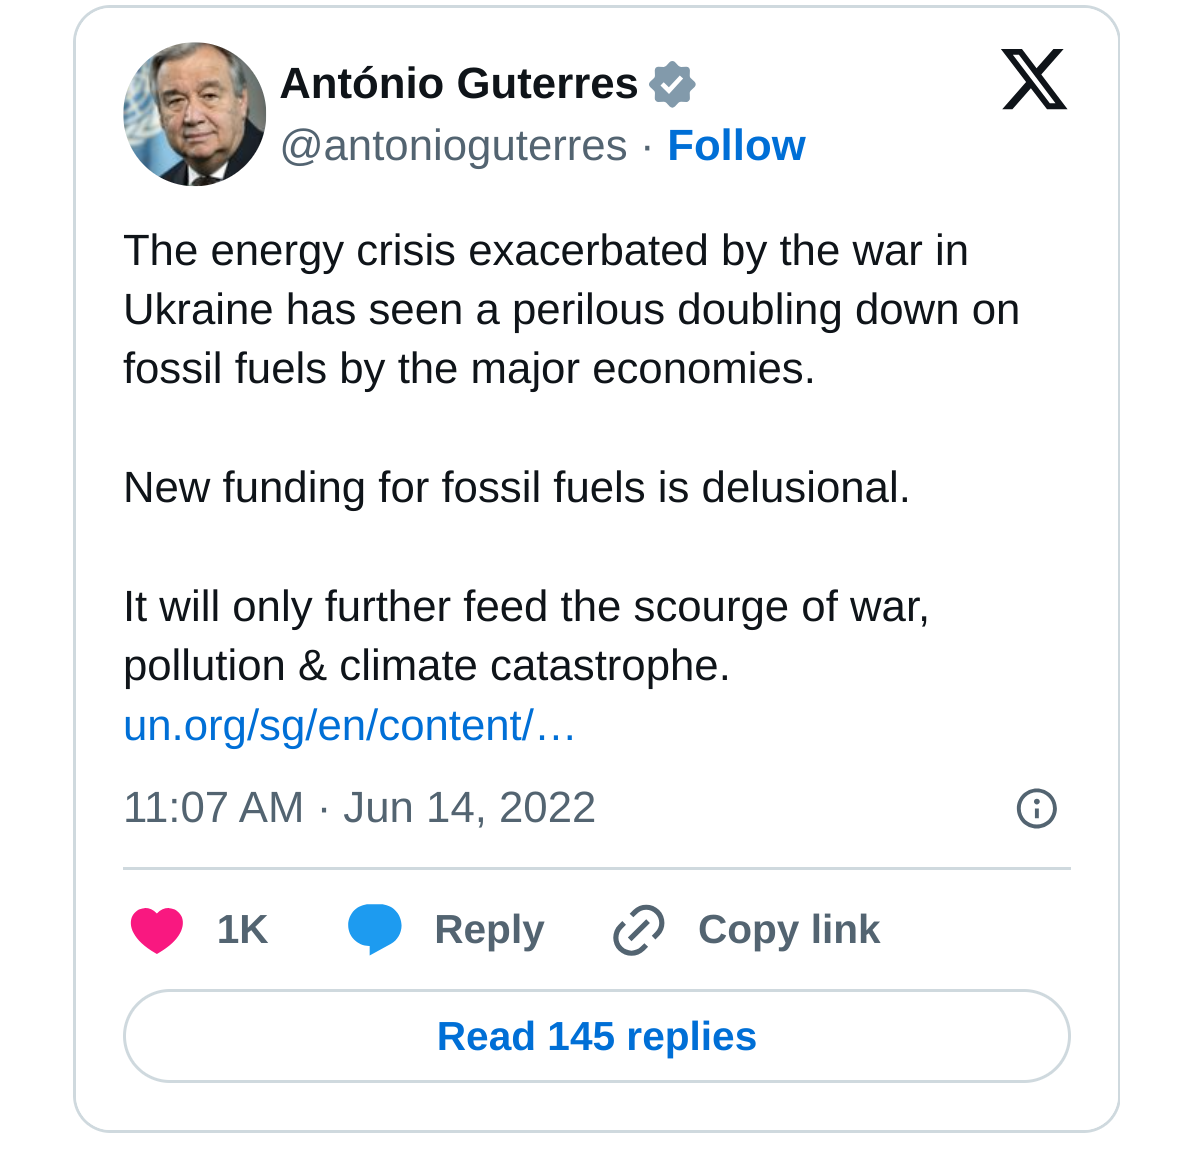 António Guterres
@antonioguterres · Follow
The energy crisis exacerbated by the war in
Ukraine has seen a perilous doubling down on
fossil fuels by the major economies.
New funding for fossil fuels is delusional.
It will only further feed the scourge of war,
pollution & climate catastrophe.
un.org/sg/en/content/…
11:07 AM · Jun 14, 2022
1K Reply Copy link
Read 145 replies